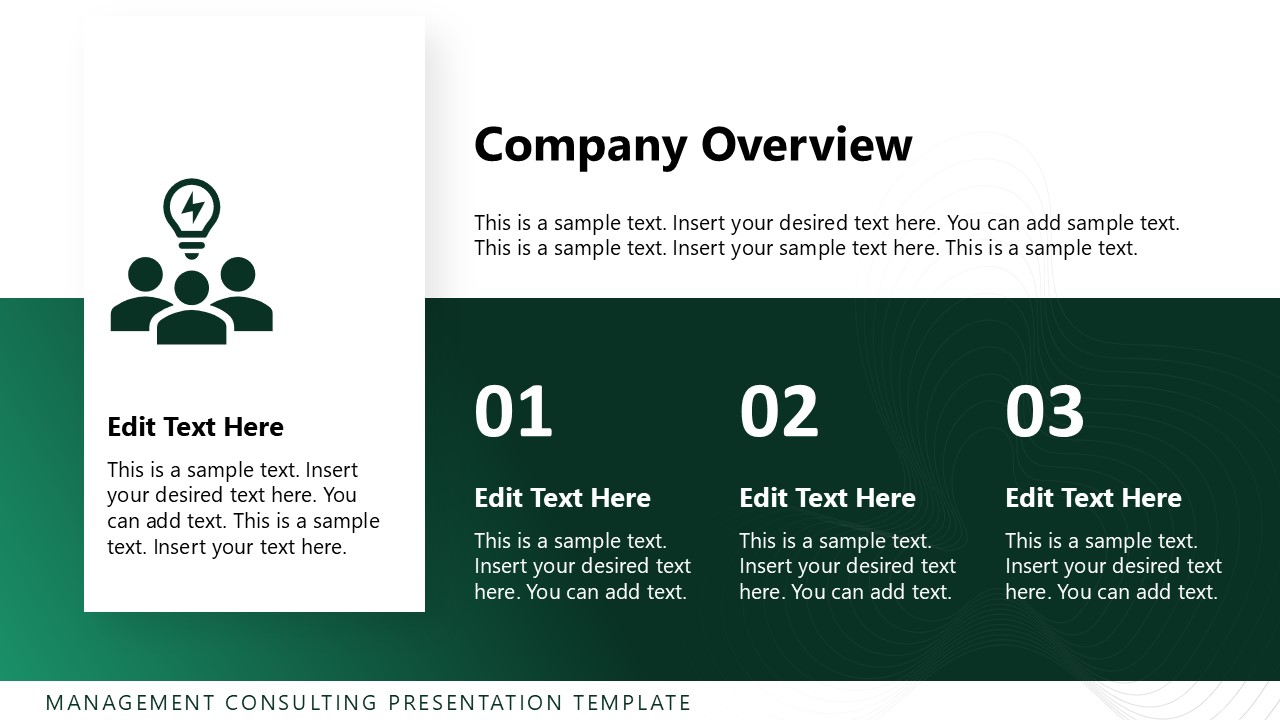 Company Overview
This is a sample text. Insert your desired text here. You can add sample text.
This is a sample text. Insert your sample text here. This is a sample text.
Edit Text Here
This is a sample text. Insert
your desired text here. You
can add text. This is a sample
text. Insert your text here.
01
Edit Text Here
This is a sample text.
Insert your desired text
here. You can add text.
02
Edit Text Here
This is a sample text.
Insert your desired text
here. You can add text.
03
Edit Text Here
This is a sample text.
Insert your desired text
here. You can add text.
MANAGEMENT CONSULTING PRESENTATION TEMPLATE